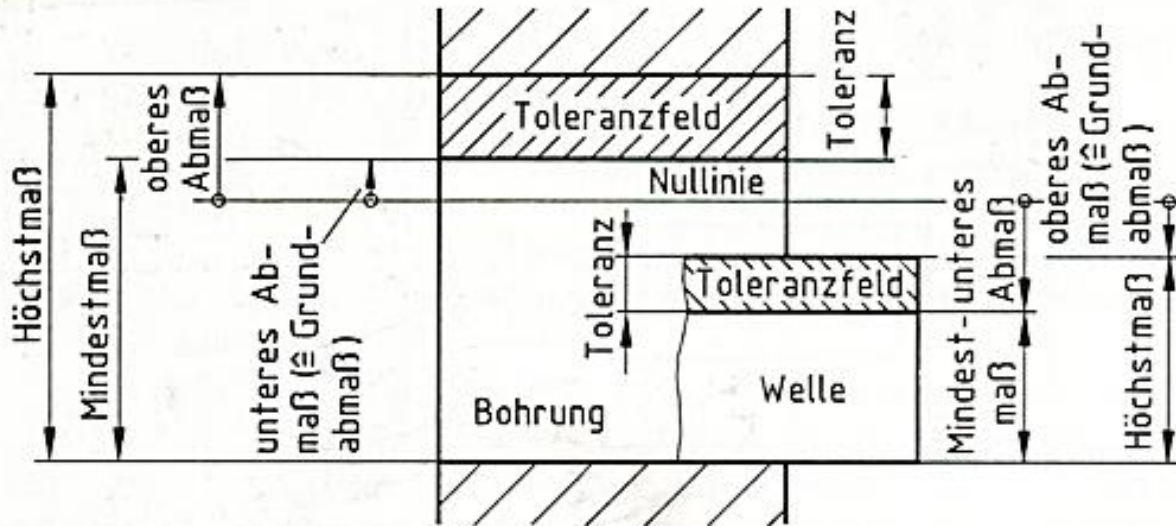 Höchstmaß
Mindestmaß
oberes
Abmaß
unteres Ab-
maß (≙ Grund-
abmaß)
Toleranzfeld
Nullinie
Toleranz
Toleranz
Toleranzfeld
Bohrung
Welle
Mindest-
maß
unteres
Abmaß
oberes Ab-
maß (≙ Grund-
abmaß)
Höchstmaß